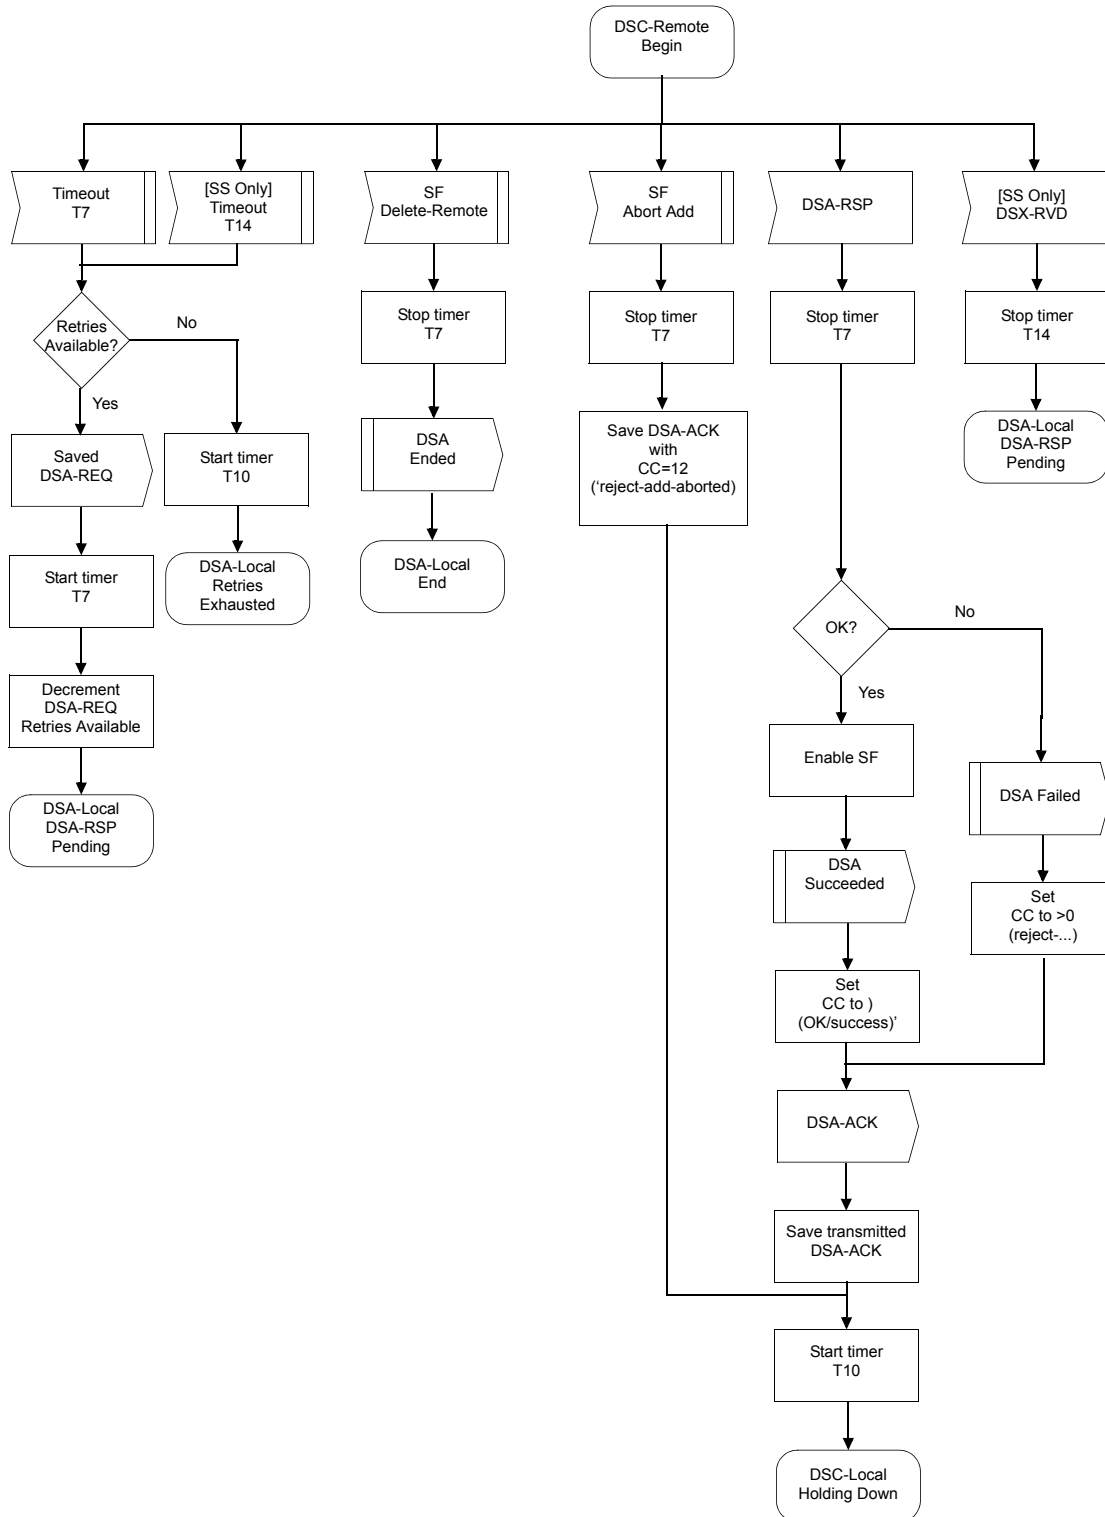 DSC-Remote
Begin
Timeout
T7
[SS Only]
Timeout
T14
SF
Delete-Remote
SF
Abort Add
DSA-RSP
[SS Only]
DSX-RVD
Retries
Available?
No
Yes
Stop timer
T7
Stop timer
T7
Stop timer
T7
Stop timer
T14
Saved
DSA-REQ
Start timer
T10
DSA
Ended
Save DSA-ACK
with
CC=12
(‘reject-add-aborted)
DSA-Local
DSA-RSP
Pending
Start timer
T7
DSA-Local
Retries
Exhausted
DSA-Local
End
OK?
No
Yes
Decrement
DSA-REQ
Retries Available
Enable SF
DSA Failed
DSA-Local
DSA-RSP
Pending
DSA
Succeeded
Set
CC to >0
(reject-...)
Set
CC to )
(OK/success)’
DSA-ACK
Save transmitted
DSA-ACK
Start timer
T10
DSC-Local
Holding Down